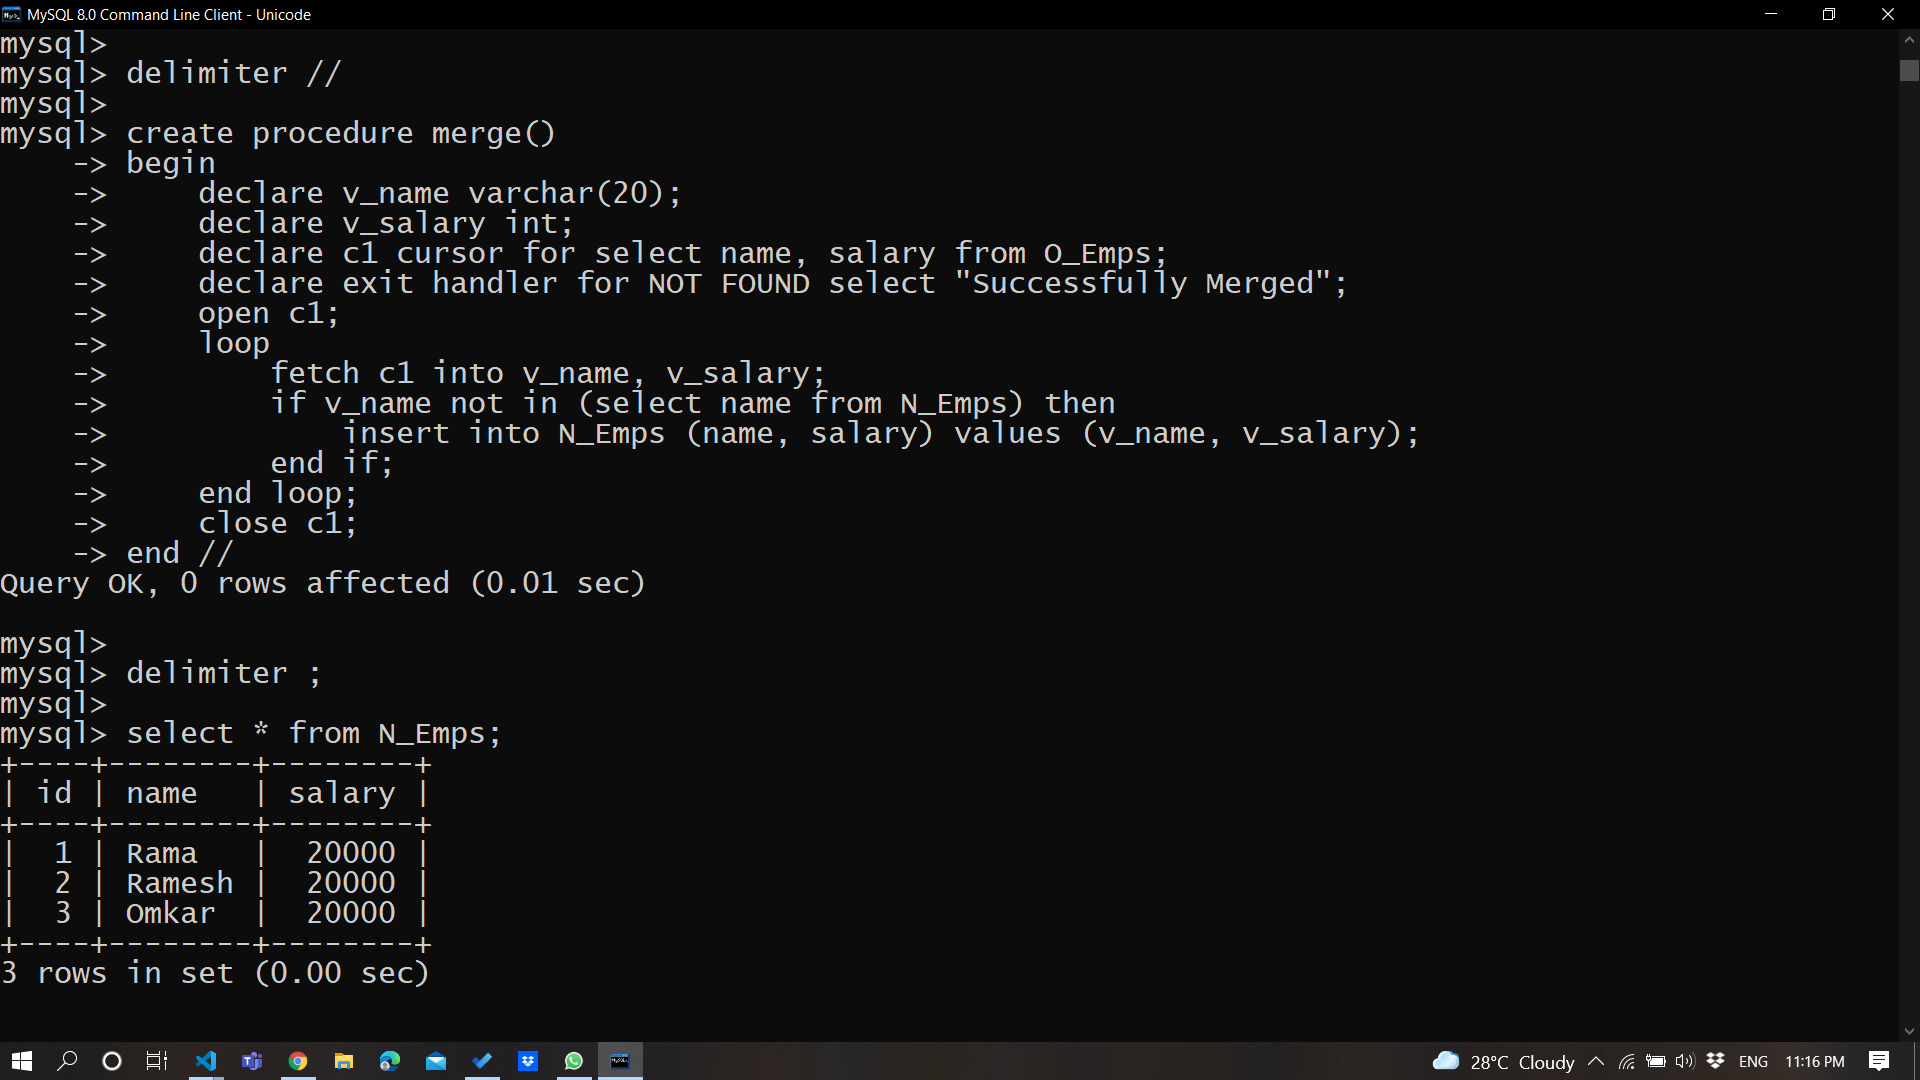 MySQL 8.0 Command Line Client - Unicode
mysql>
mysql> delimiter //
mysql>
mysql> create procedure merge()
    -> begin
    ->     declare v_name varchar(20);
    ->     declare v_salary int;
    ->     declare c1 cursor for select name, salary from O_Emps;
    ->     declare exit handler for NOT FOUND select "Successfully Merged";
    ->     open c1;
    ->     loop
    ->         fetch c1 into v_name, v_salary;
    ->         if v_name not in (select name from N_Emps) then
    ->             insert into N_Emps (name, salary) values (v_name, v_salary);
    ->         end if;
    ->     end loop;
    ->     close c1;
    -> end //
Query OK, 0 rows affected (0.01 sec)
mysql>
mysql> delimiter ;
mysql>
mysql> select * from N_Emps;
+----+--------+--------+
| id | name   | salary |
+----+--------+--------+
|  1 | Rama   |  20000 |
|  2 | Ramesh |  20000 |
|  3 | Omkar  |  20000 |
+----+--------+--------+
3 rows in set (0.00 sec)
28°C Cloudy ENG 11:16 PM